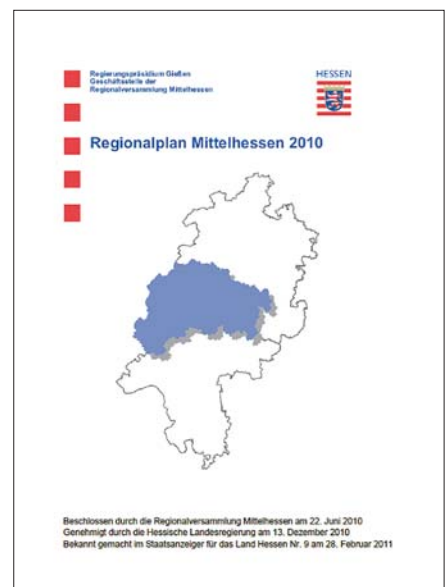 Regierungspräsidium Gießen
Geschäftsstelle der
Regionalversammlung Mittelhessen
HESSEN
Regionalplan Mittelhessen 2010
Beschlossen durch die Regionalversammlung Mittelhessen am 22. Juni 2010
Genehmigt durch die Hessische Landesregierung am 13. Dezember 2010
Bekannt gemacht im Staatsanzeiger für das Land Hessen Nr. 9 am 28. Februar 2011